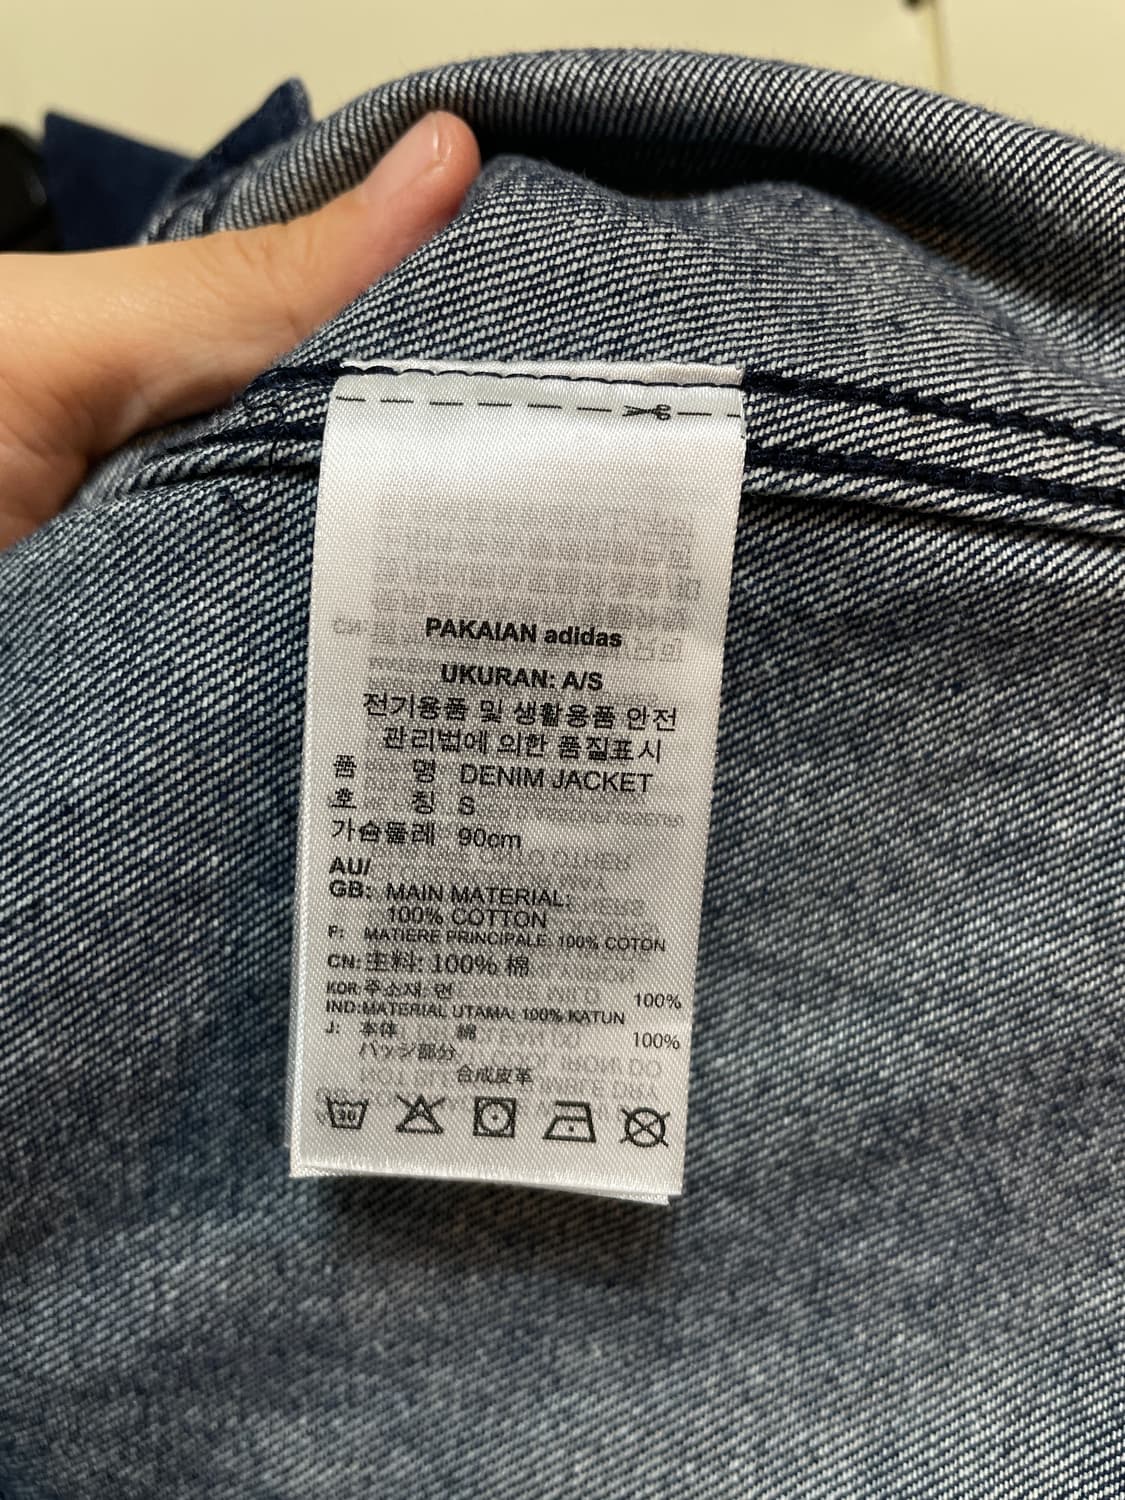 PAKAIAN adidas
UKURAN: A/S
전기용품 및 생활용품 안전
관리법에 의한 품질표시
품 명 DENIM JACKET
호 칭 S
가슴둘레 90cm
AU/
GB: MAIN MATERIAL:
100% COTTON
F: MATIERE PRINCIPALE: 100% COTON
CN: 主料: 100% 棉
KOR: 주소재: 면 100%
IND: MATERIAL UTAMA: 100% KATUN
J: 本体 綿 100%
バッジ部分
合成皮革
30